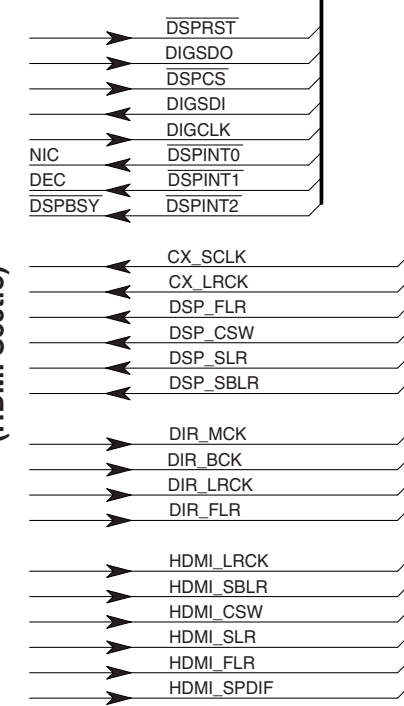 DSPRST
DIGSDO
DSPCS
DIGSDI
DIGCLK
NIC DSPINT0
DEC DSPINT1
DSPBSY DSPINT2
CX_SCLK
CX_LRCK
DSP_FLR
DSP_CSW
DSP_SLR
DSP_SBLR
DIR_MCK
DIR_BCK
DIR_LRCK
DIR_FLR
HDMI_LRCK
HDMI_SBLR
HDMI_CSW
HDMI_SLR
HDMI_FLR
HDMI_SPDIF